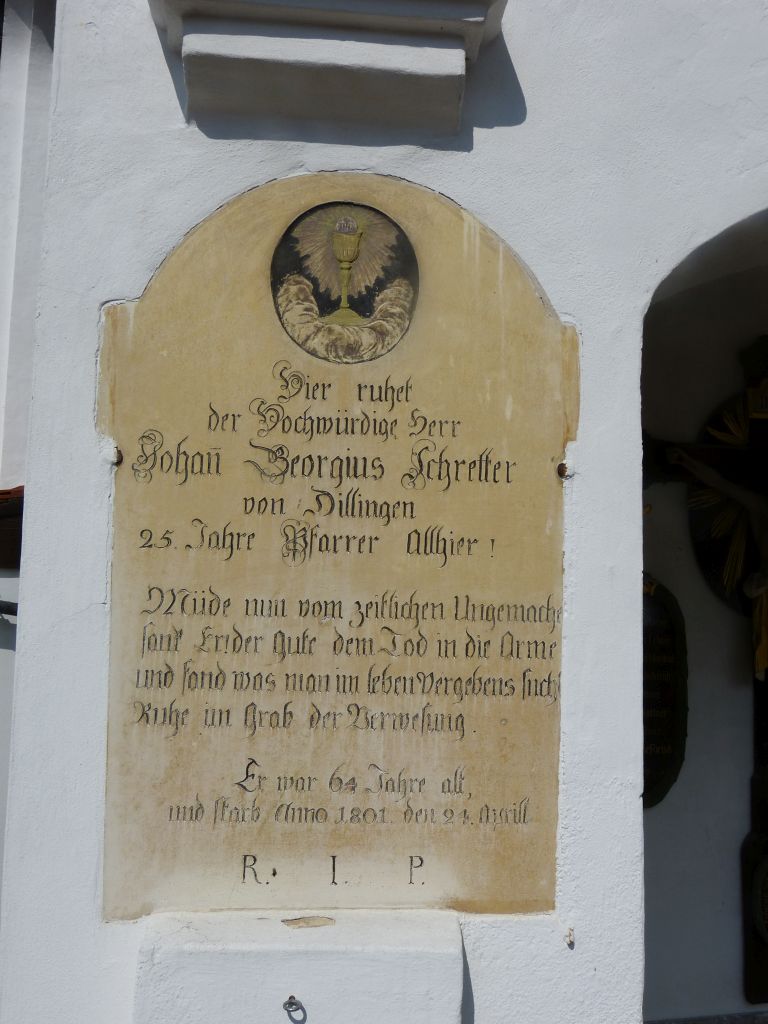 Hier ruhet
der Hochwürdige Herr
Johan̄ Georgius Schretter
von Dillingen
25. Jahre Pfarrer Allhier!
Müde nun vom zeitlichen Ungemache
sank Er der gute dem Tod in die Arme
und fand was man im leben Vergebens sucht
Ruhe im Grab der Verwesung.
Er war 64 Jahre alt,
und starb Anno 1801. den 24. April
R. I. P.